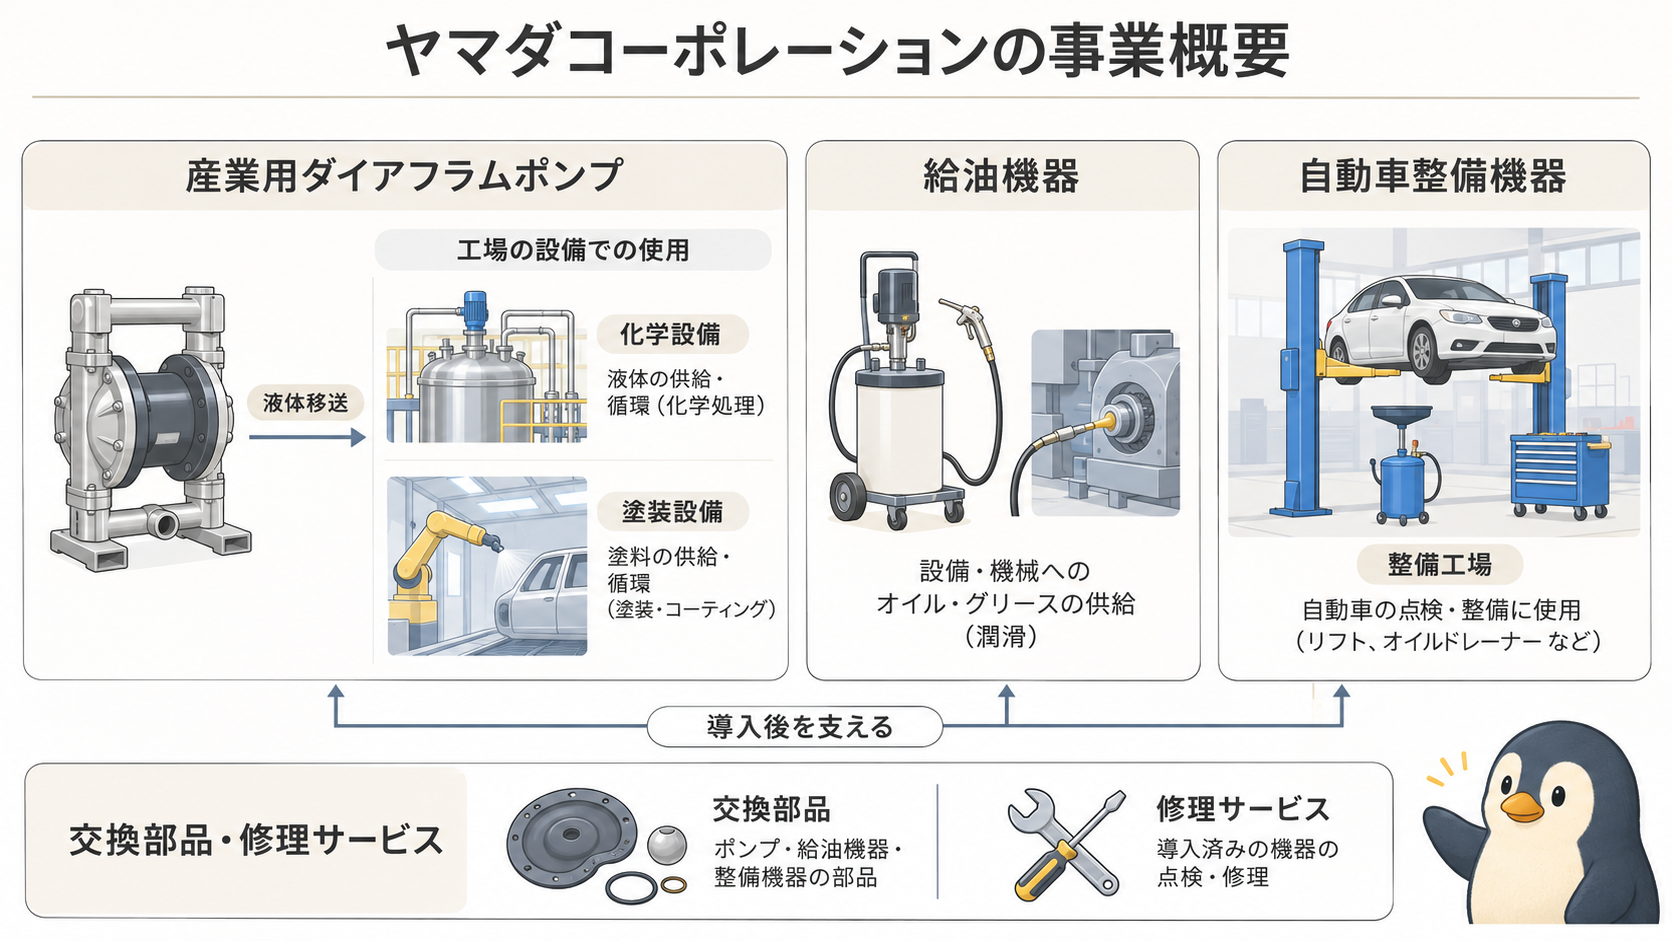 ヤマダコーポレーションの事業概要
産業用ダイアフラムポンプ
液体移送
工場の設備での使用
化学設備
液体の供給・
循環（化学処理）
塗装設備
塗料の供給・
循環
（塗装・コーティング）
給油機器
設備・機械への
オイル・グリースの供給
（潤滑）
自動車整備機器
整備工場
自動車の点検・整備に使用
（リフト、オイルドレーナー など）
導入後を支える
交換部品・修理サービス
交換部品
ポンプ・給油機器・
整備機器の部品
修理サービス
導入済みの機器の
点検・修理